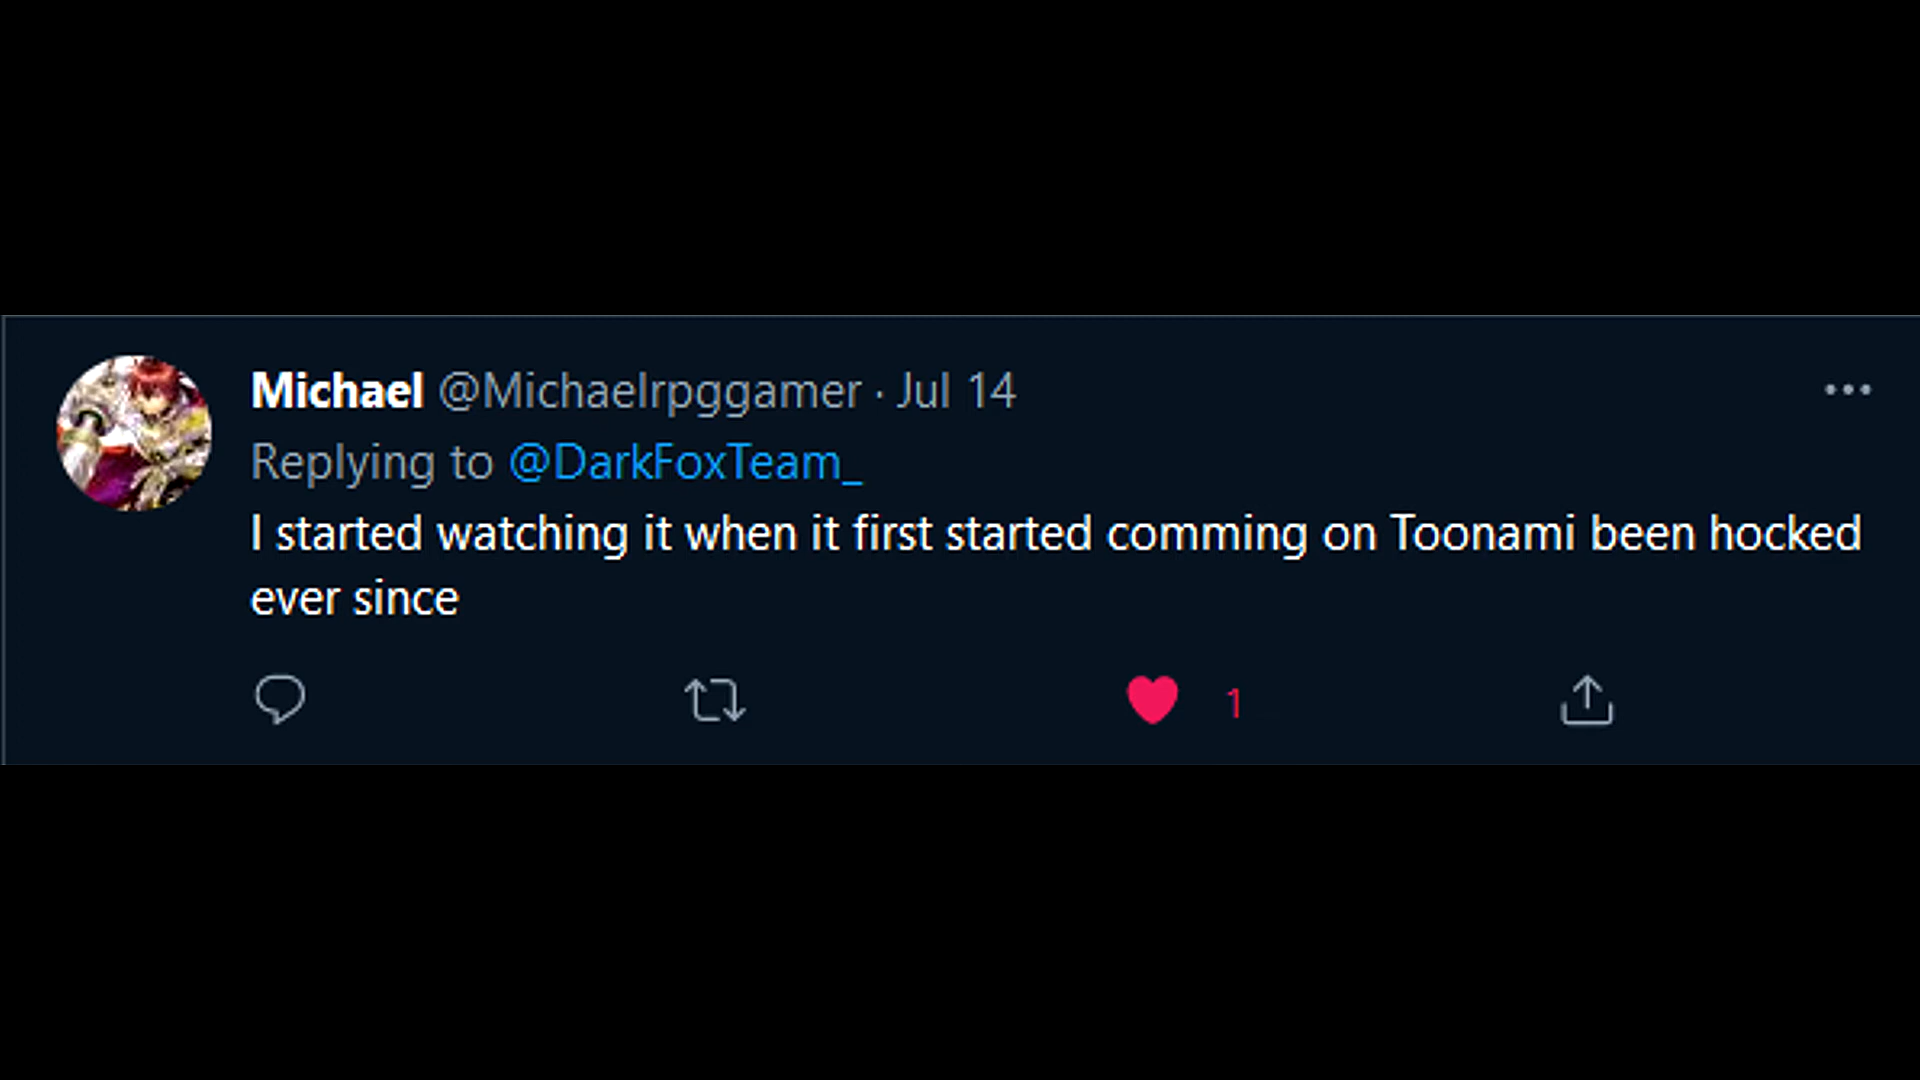 Michael @Michaelrpggamer · Jul 14
Replying to @DarkFoxTeam_
I started watching it when it first started comming on Toonami been hocked
ever since
1